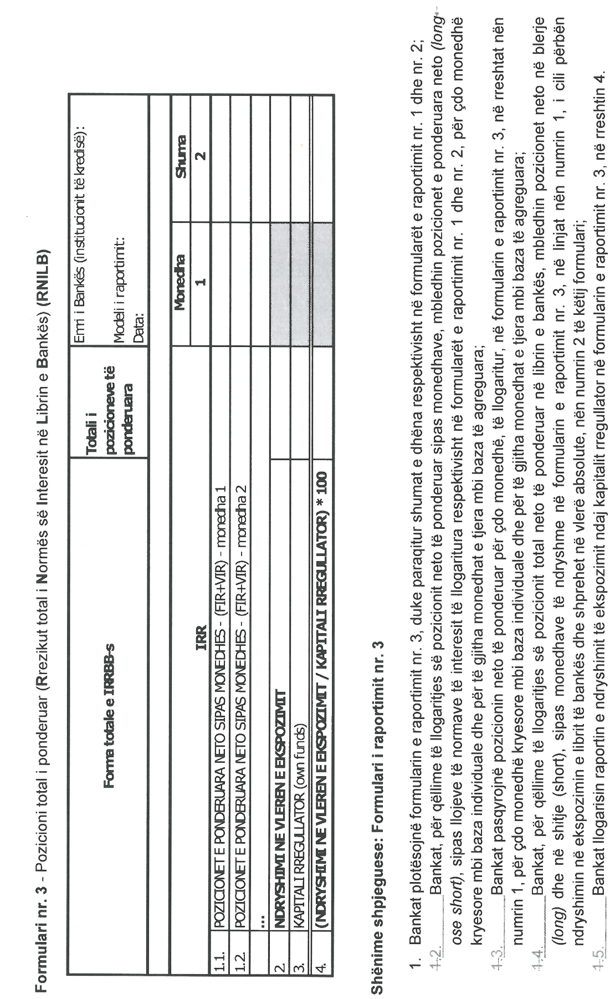 Formulari nr. 3 - Pozicioni total i ponderuar (Rrezikut total i Normës së Interesit në Librin e Bankës) (RNILB)
Forma totale e IRRBB-s
Totali i
pozicioneve të
ponderuara
Emri i Bankës (institucionit të kredisë):
Modeli i raportimit:
Data:
IRR
Monedha
Shuma
1
2
1.1. POZICIONET E PONDERUARA NETO SIPAS MONEDHES - (FIR+VIR) - monedha 1
1.2. POZICIONET E PONDERUARA NETO SIPAS MONEDHES - (FIR+VIR) - monedha 2
...
2. NDRYSHIMI NE VLEREN E EKSPOZIMIT
3. KAPITALI RREGULLATOR (own funds)
4. (NDRYSHIMI NE VLEREN E EKSPOZIMIT / KAPITALI RREGULLATOR) * 100
Shënime shpjeguese: Formulari i raportimit nr. 3
1. Bankat plotësojnë formularin e raportimit nr. 3, duke paraqitur shumat e dhëna respektivisht në formularët e raportimit nr. 1 dhe nr. 2;
1.2. Bankat, për qëllime të llogaritjes së pozicionit neto të ponderuar sipas monedhave, mbledhin pozicionet e ponderuara neto (long
ose short), sipas llojeve të normave të interesit të llogaritura respektivisht në formularët e raportimit nr. 1 dhe nr. 2, për çdo monedhë
kryesore mbi baza individuale dhe për të gjitha monedhat e tjera mbi baza të agreguara;
1.3. Bankat pasqyrojnë pozicionin neto të ponderuar për çdo monedhë, të llogaritur, në formularin e raportimit nr. 3, në rreshtat nën
numrin 1, për çdo monedhë kryesore mbi baza individuale dhe për të gjitha monedhat e tjera mbi baza të agreguara;
1.4. Bankat, për qëllime të llogaritjes së pozicionit total neto të ponderuar në librin e bankës, mbledhin pozicionet neto në blerje
(long) dhe në shitje (short), sipas monedhave të ndryshme në formularin e raportimit nr. 3, në linjat nën numrin 1, i cili përbën
ndryshimin në ekspozimin e librit të bankës dhe shprehet në vlerë absolute, nën numrin 2 të këtij formulari;
1.5. Bankat llogarisin raportin e ndryshimit të ekspozimit ndaj kapitalit rregullator në formularin e raportimit nr. 3, në rreshtin 4.